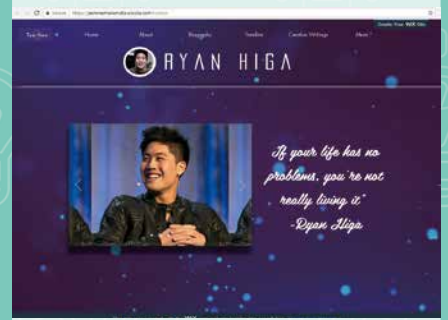 Home
About
Timeline
Creative Writings
More
RYAN HIGA
If your life has no
problems, you're not
really living it"
-Ryan Higa